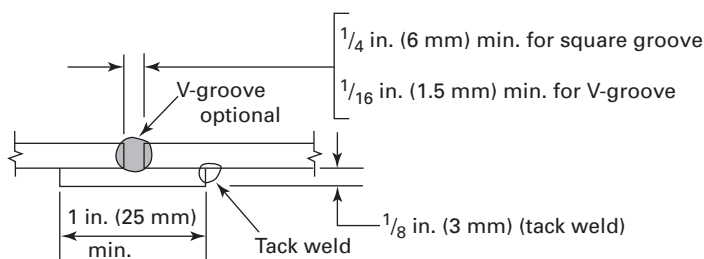 1/4 in. (6 mm) min. for square groove
1/16 in. (1.5 mm) min. for V-groove
V-groove
optional
1 in. (25 mm)
min.
Tack weld
1/8 in. (3 mm) (tack weld)